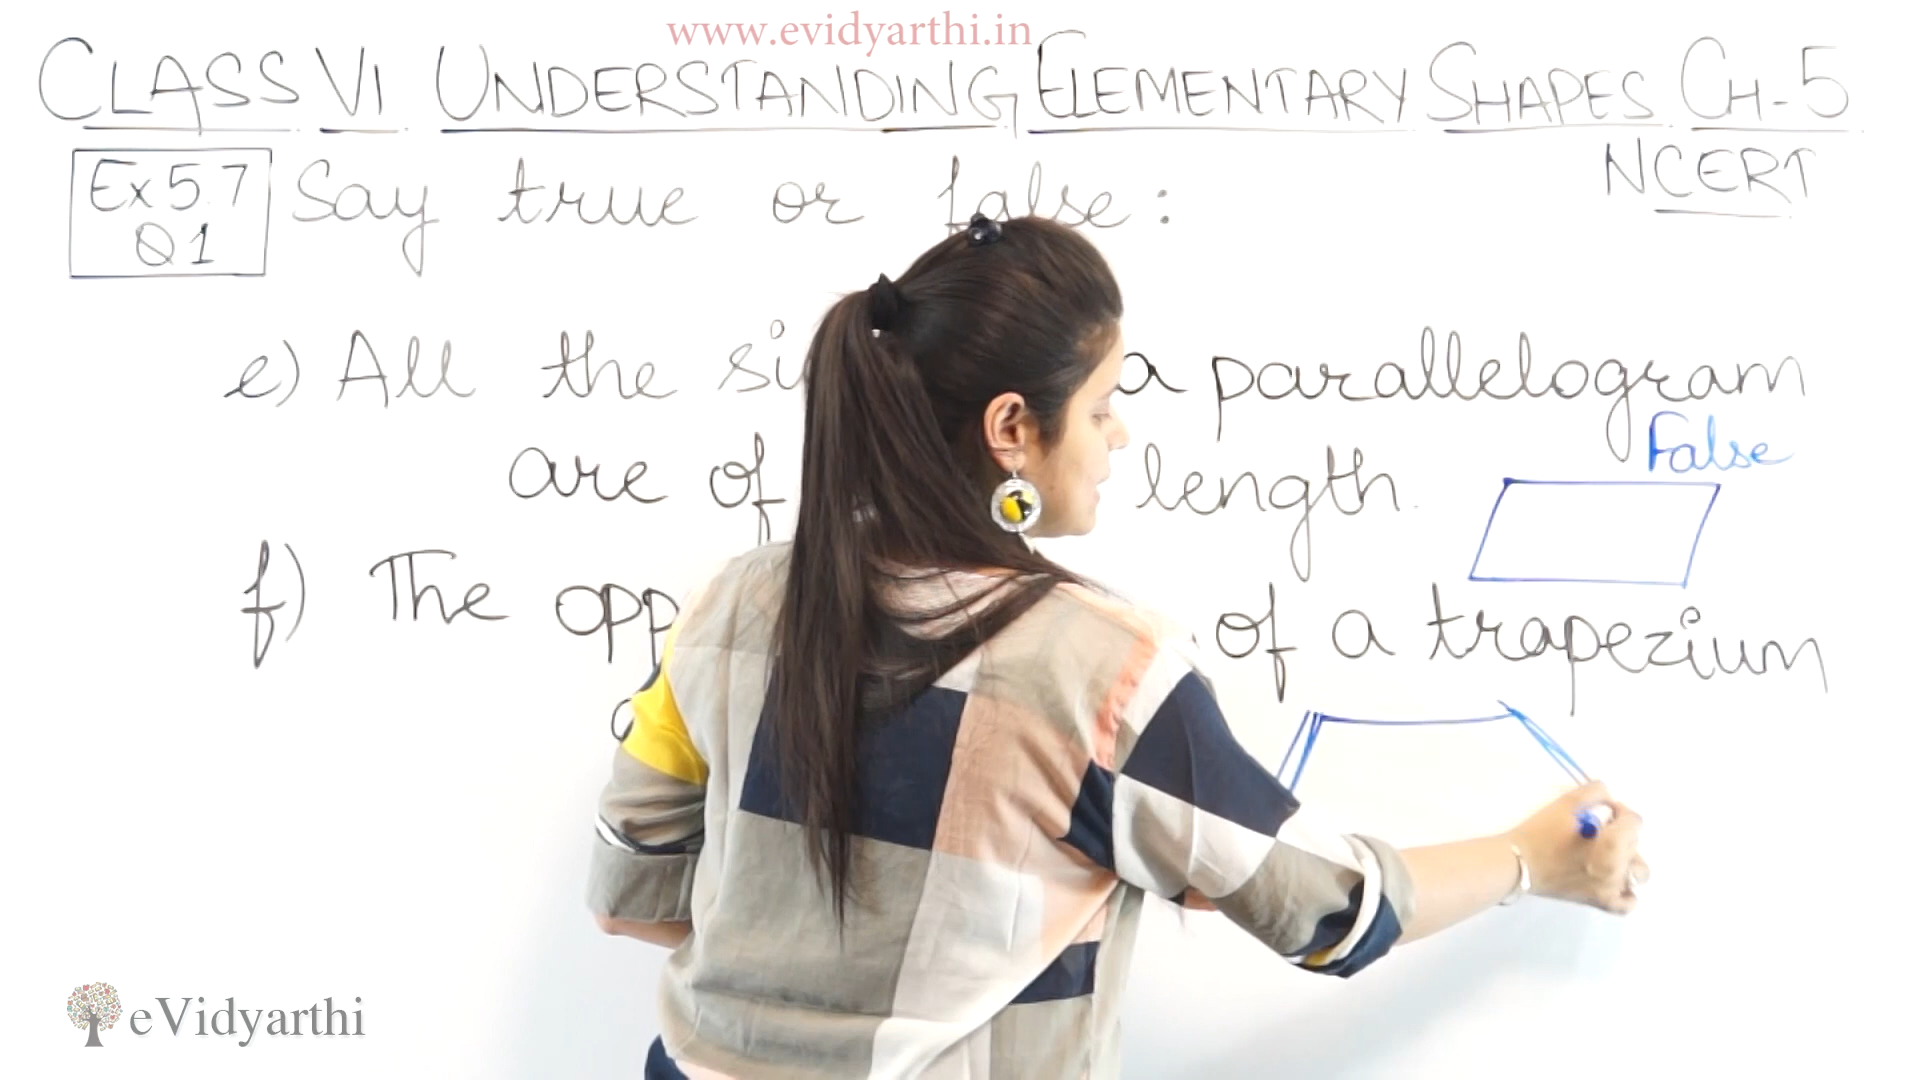 www.evidyarthi.in
CLASS VI UNDERSTANDING ELEMENTARY SHAPES CH-5
NCERT
Ex 5.7
Q1
Say true or false:
e) All the a parallelogram
False
are of length.
f) The of a trapezium
eVidyarthi